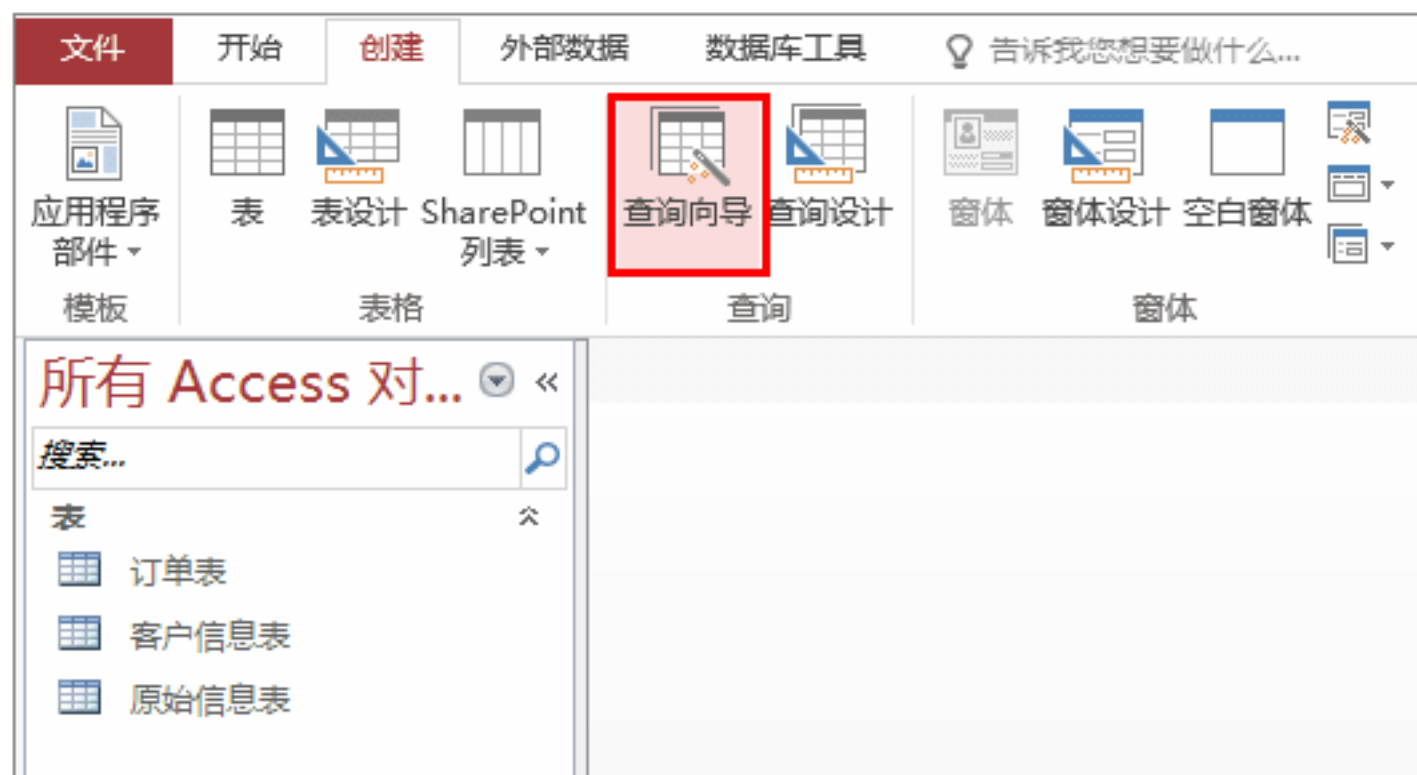 文件 开始 创建 外部数据 数据库工具 告诉我您想要做什么...
应用程序 表 表设计 SharePoint 查询向导 查询设计 窗体 窗体设计 空白窗体
部件 列表
模板 表格 查询 窗体
所有 Access 对... «
搜索...
表
订单表
客户信息表
原始信息表